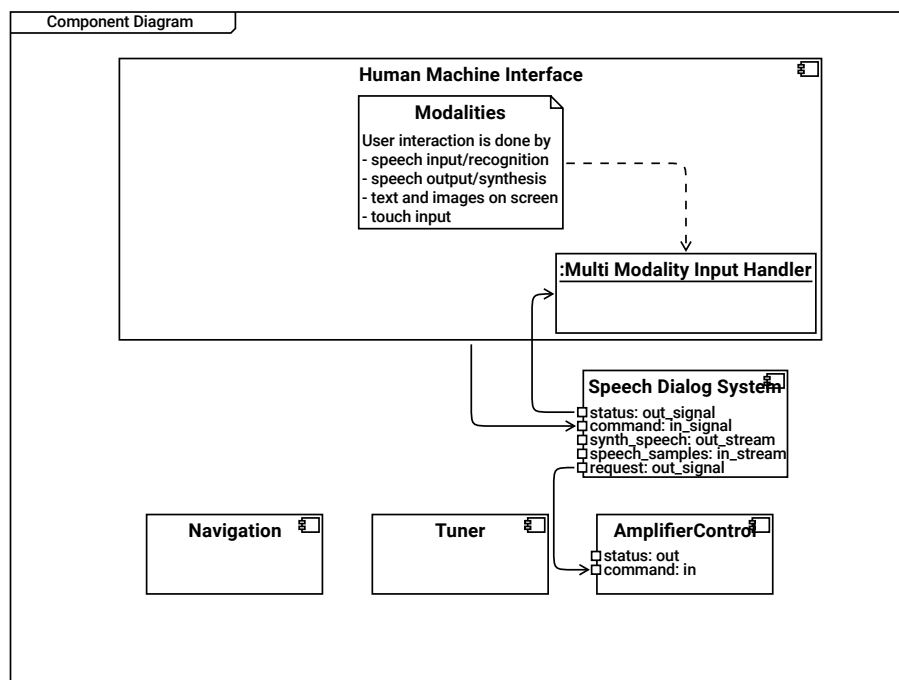 Component Diagram
Human Machine Interface
Modalities
User interaction is done by
- speech input/recognition
- speech output/synthesis
- text and images on screen
- touch input
:Multi Modality Input Handler
Speech Dialog System
status: out_signal
command: in_signal
synth_speech: out_stream
speech_samples: in_stream
request: out_signal
Navigation
Tuner
AmplifierControl
status: out
command: in